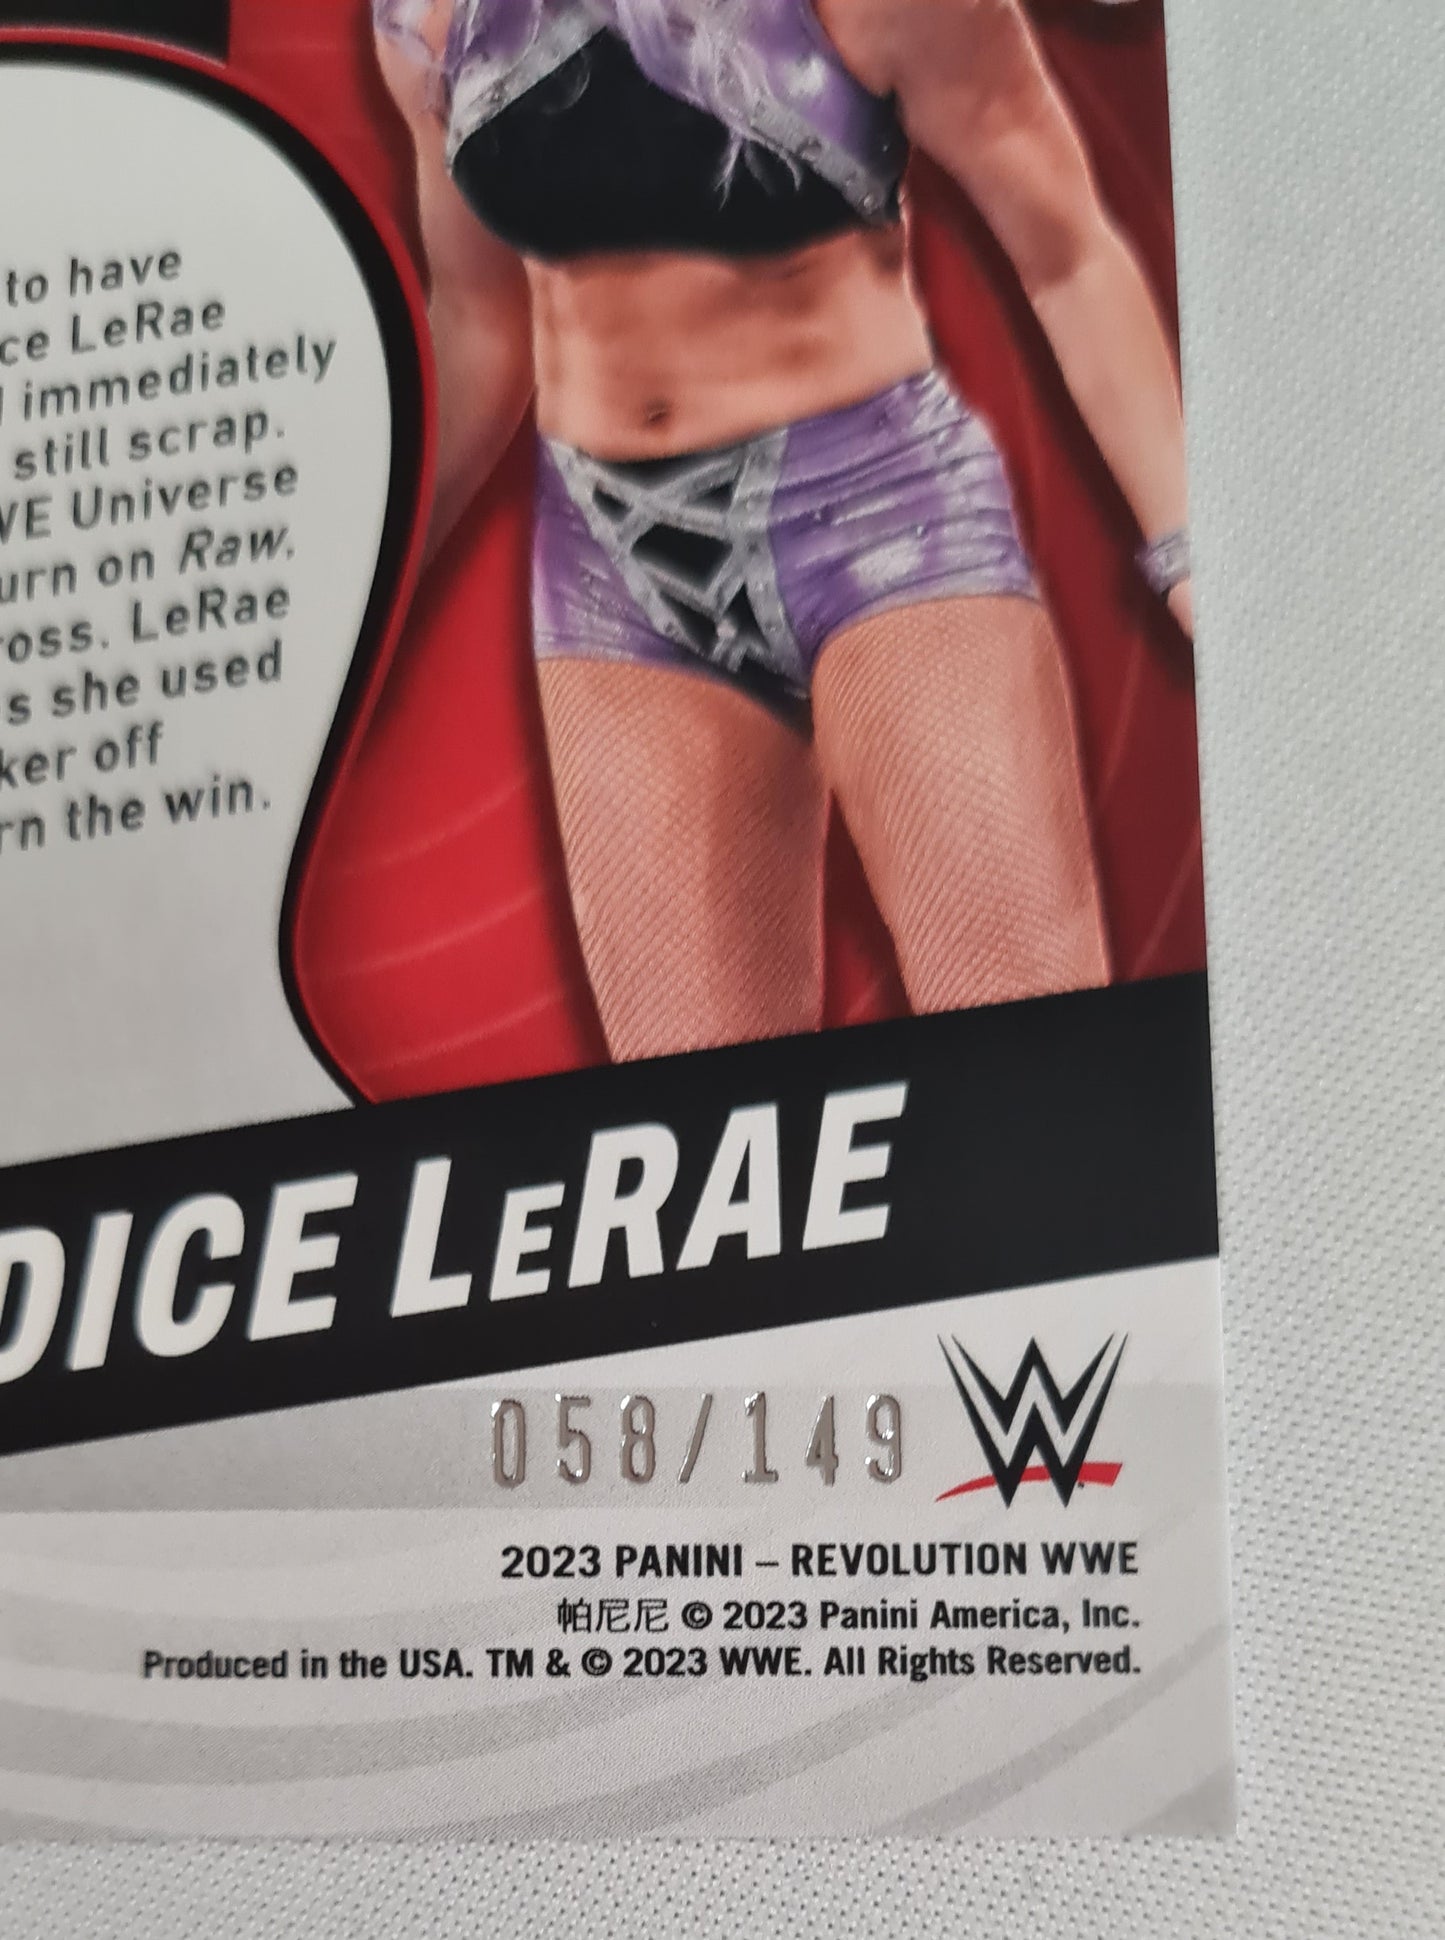 to have
ce LeRae
immediately
still scrap.
WE Universe
urn on Raw.
ross. LeRae
s she used
ker off
rn the win.
DICE LeRAE
058/149
W
2023 PANINI – REVOLUTION WWE
帕尼尼 © 2023 Panini America, Inc.
Produced in the USA. TM & © 2023 WWE. All Rights Reserved.